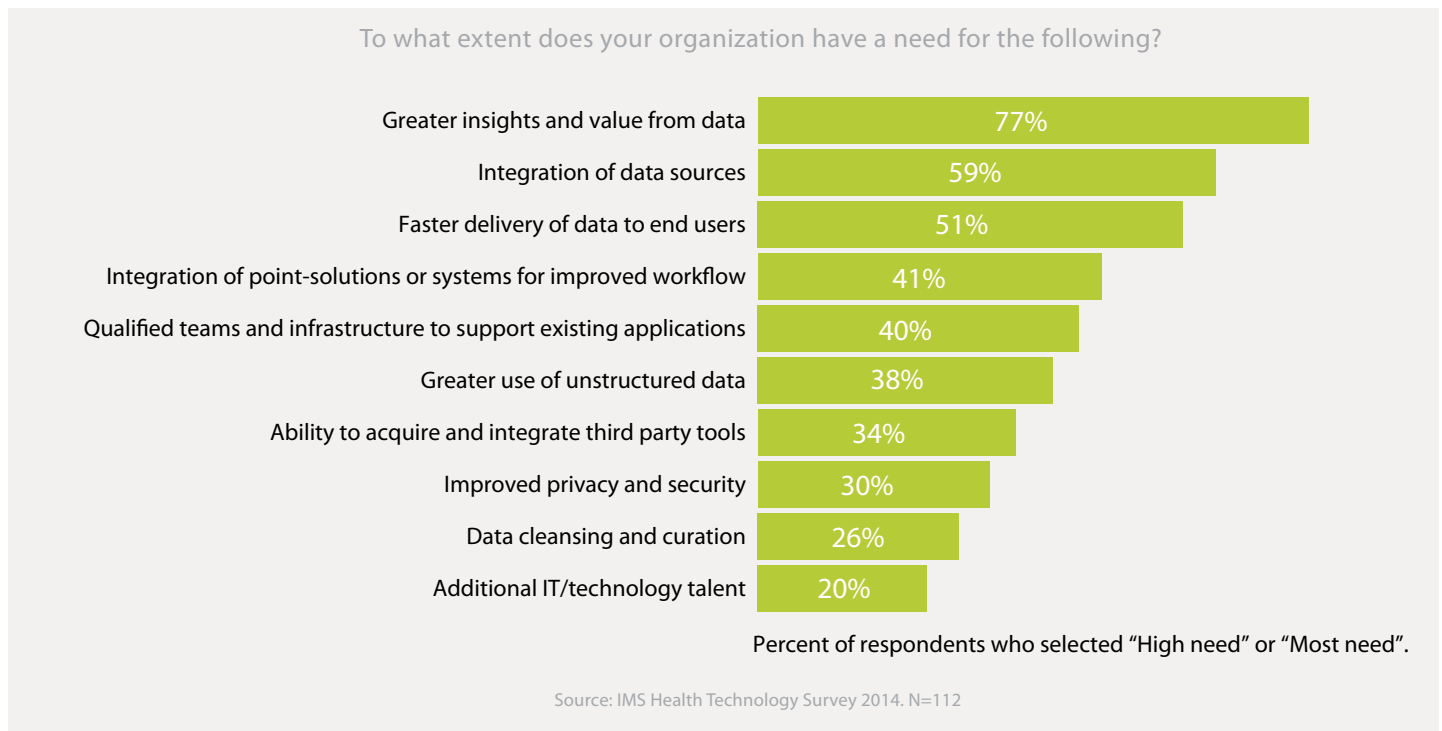 To what extent does your organization have a need for the following?
Greater insights and value from data 77%
Integration of data sources 59%
Faster delivery of data to end users 51%
Integration of point-solutions or systems for improved workflow 41%
Qualified teams and infrastructure to support existing applications 40%
Greater use of unstructured data 38%
Ability to acquire and integrate third party tools 34%
Improved privacy and security 30%
Data cleansing and curation 26%
Additional IT/technology talent 20%
Percent of respondents who selected “High need” or “Most need”.
Source: IMS Health Technology Survey 2014. N=112